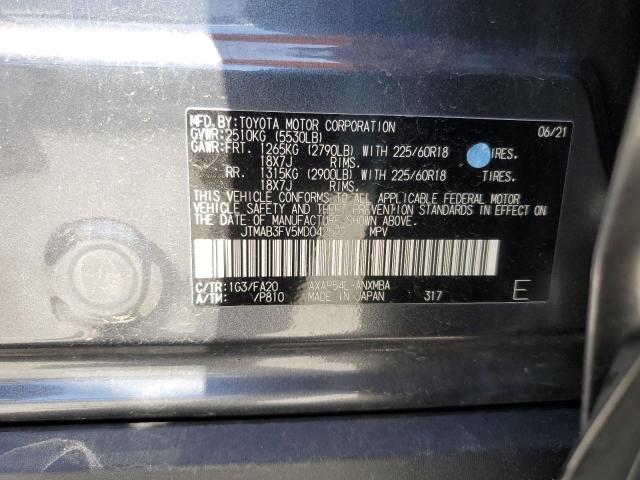 MFD.BY:TOYOTA MOTOR CORPORATION 06/21
GVWR:2510KG (5530LB)
GAWR:FRT. 1265KG (2790LB) WITH 225/60R18 TIRES.
18X7J RIMS.
RR. 1315KG (2900LB) WITH 225/60R18 TIRES.
18X7J RIMS.
THIS VEHICLE CONFORMS TO ALL APPLICABLE FEDERAL MOTOR
VEHICLE SAFETY AND THEFT PREVENTION STANDARDS IN EFFECT
ON THE DATE OF MANUFACTURE SHOWN ABOVE.
MPV
C/TR:1G3/FA20 AXAP54L-ANXMBA
A/TM: /P810 MADE IN JAPAN 317 E